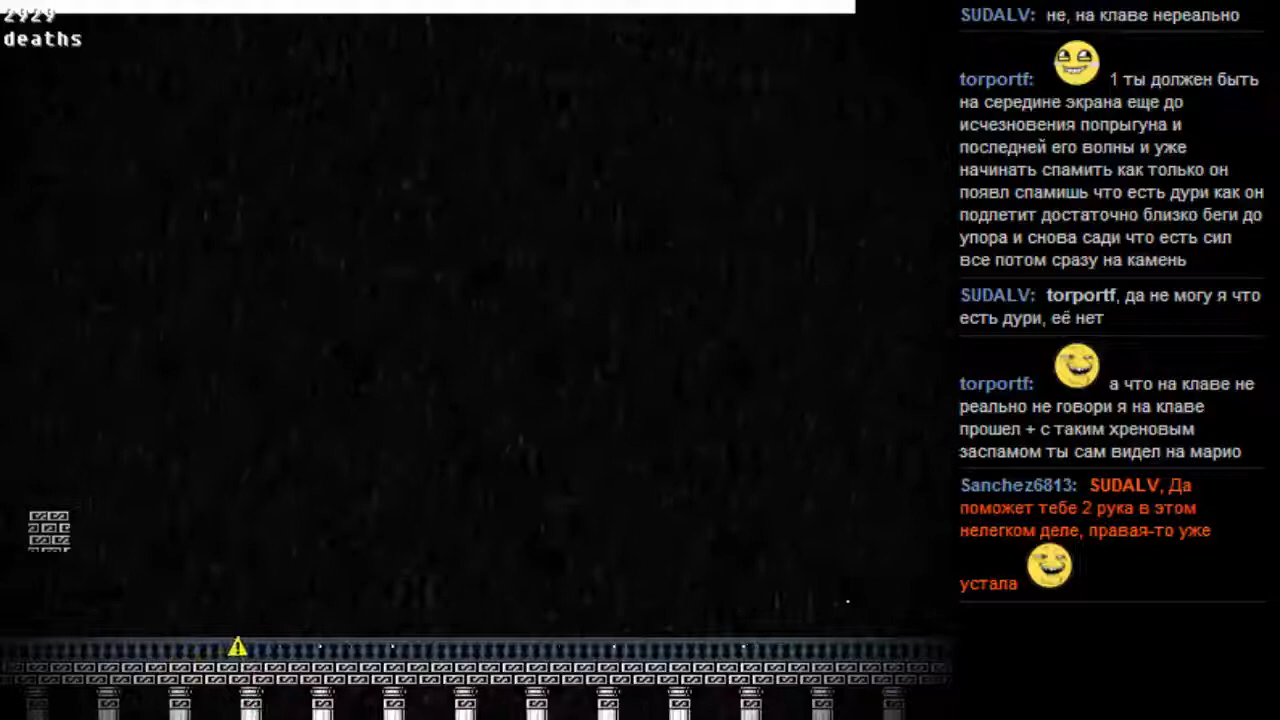 2929
deaths
SUDALV: не, на клаве нереально
torportf: 1 ты должен быть
на середине экрана еще до
исчезновения попрыгуна и
последней его волны и уже
начинать спамить как только он
появл спамишь что есть дури как он
подлетит достаточно близко беги до
упора и снова сади что есть сил
все потом сразу на камень
SUDALV: torportf, да не могу я что
есть дури, её нет
torportf: а что на клаве не
реально не говори я на клаве
прошел + с таким хреновым
заспамом ты сам видел на марио
Sanchez6813: SUDALV, Да
поможет тебе 2 рука в этом
нелегком деле, правая-то уже
устала